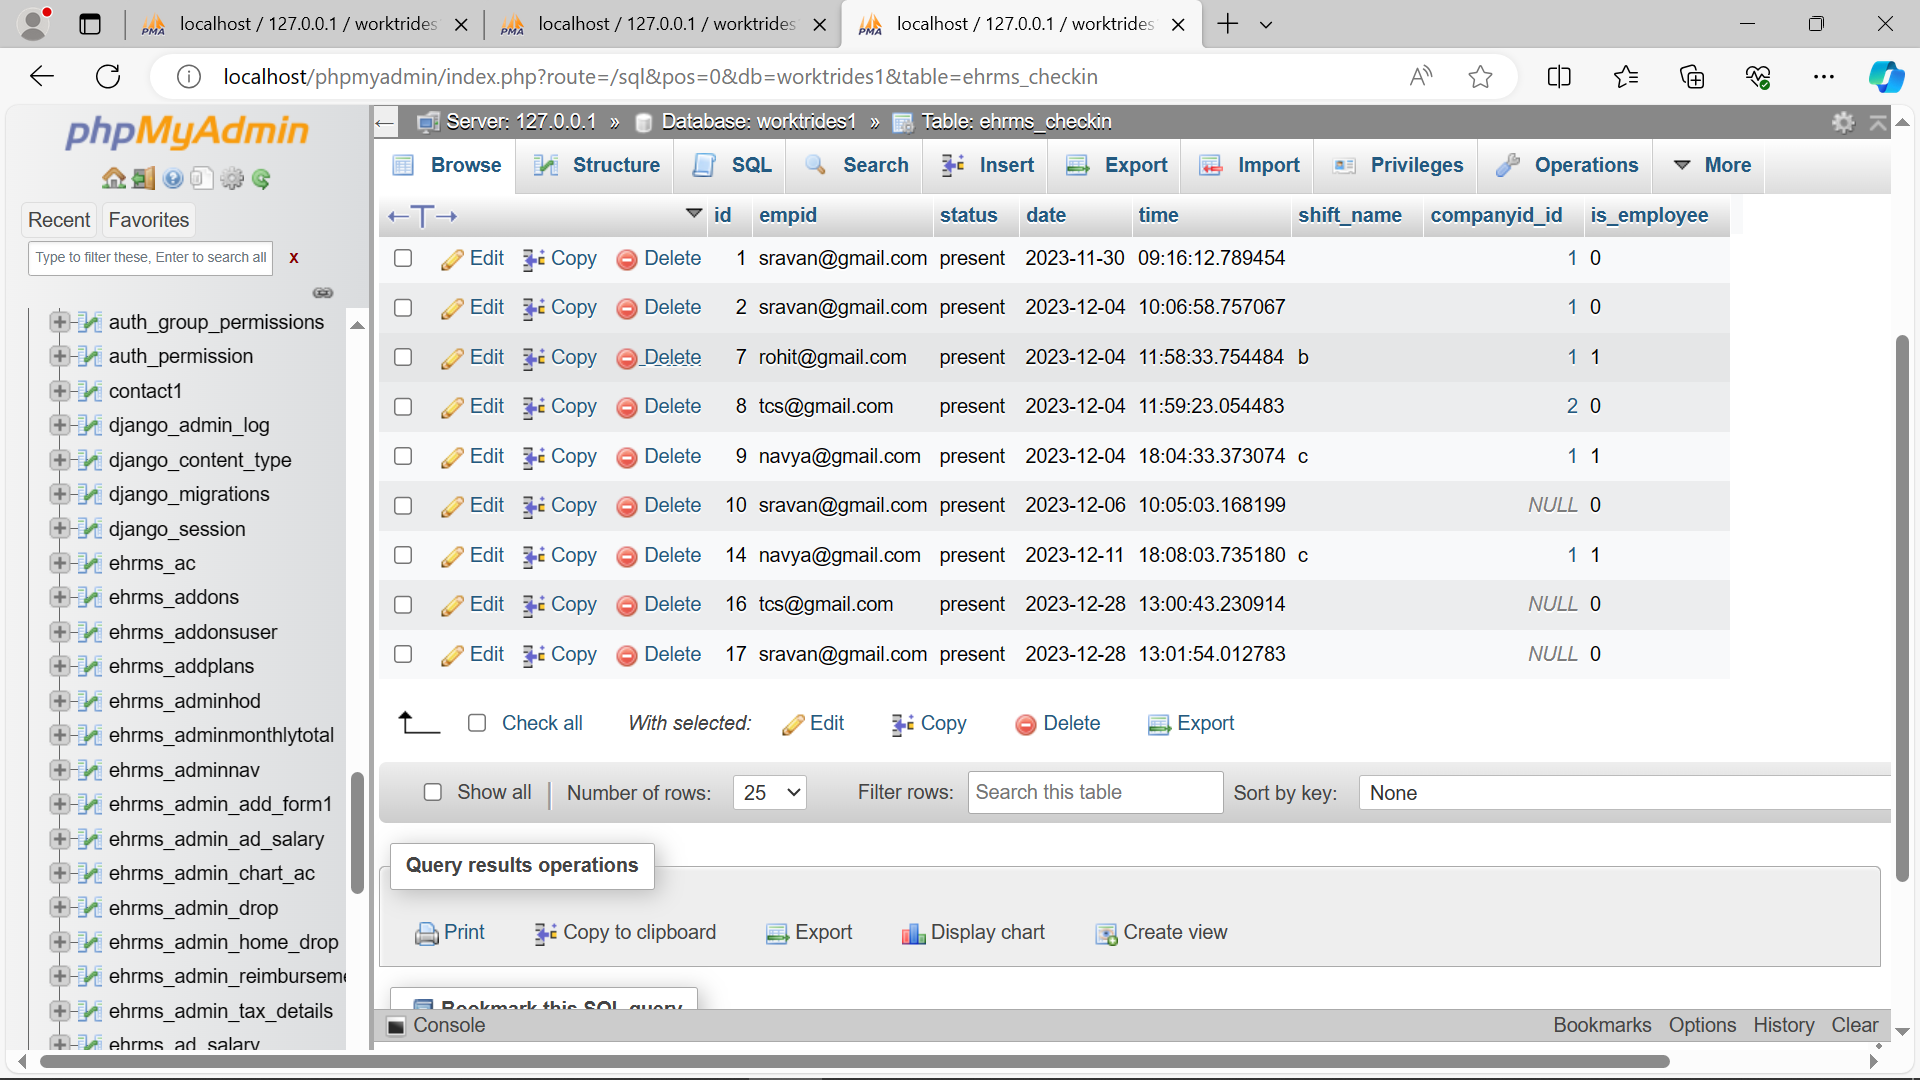 localhost / 127.0.0.1 / worktrides
localhost / 127.0.0.1 / worktrides
localhost / 127.0.0.1 / worktrides
localhost/phpmyadmin/index.php?route=/sql&pos=0&db=worktrides1&table=ehrms_checkin
phpMyAdmin
Recent Favorites
Type to filter these, Enter to search all X
auth_group_permissions
auth_permission
contact1
django_admin_log
django_content_type
django_migrations
django_session
ehrms_ac
ehrms_addons
ehrms_addonsuser
ehrms_addplans
ehrms_adminhod
ehrms_adminmonthlytotal
ehrms_adminnav
ehrms_admin_add_form1
ehrms_admin_ad_salary
ehrms_admin_chart_ac
ehrms_admin_drop
ehrms_admin_home_drop
ehrms_admin_reimburseme
ehrms_admin_tax_details
ehrms_ad_salary
Server: 127.0.0.1 » Database: worktrides1 » Table: ehrms_checkin
Browse Structure SQL Search Insert Export Import Privileges Operations More
←T→ id empid status date time shift_name companyid_id is_employee
Edit Copy Delete 1 sravan@gmail.com present 2023-11-30 09:16:12.789454 1 0
Edit Copy Delete 2 sravan@gmail.com present 2023-12-04 10:06:58.757067 1 0
Edit Copy Delete 7 rohit@gmail.com present 2023-12-04 11:58:33.754484 b 1 1
Edit Copy Delete 8 tcs@gmail.com present 2023-12-04 11:59:23.054483 2 0
Edit Copy Delete 9 navya@gmail.com present 2023-12-04 18:04:33.373074 c 1 1
Edit Copy Delete 10 sravan@gmail.com present 2023-12-06 10:05:03.168199 NULL 0
Edit Copy Delete 14 navya@gmail.com present 2023-12-11 18:08:03.735180 c 1 1
Edit Copy Delete 16 tcs@gmail.com present 2023-12-28 13:00:43.230914 NULL 0
Edit Copy Delete 17 sravan@gmail.com present 2023-12-28 13:01:54.012783 NULL 0
Check all With selected: Edit Copy Delete Export
Show all | Number of rows: 25 Filter rows: Search this table Sort by key: None
Query results operations
Print Copy to clipboard Export Display chart Create view
Bookmark this SQL query
Console Bookmarks Options History Clear